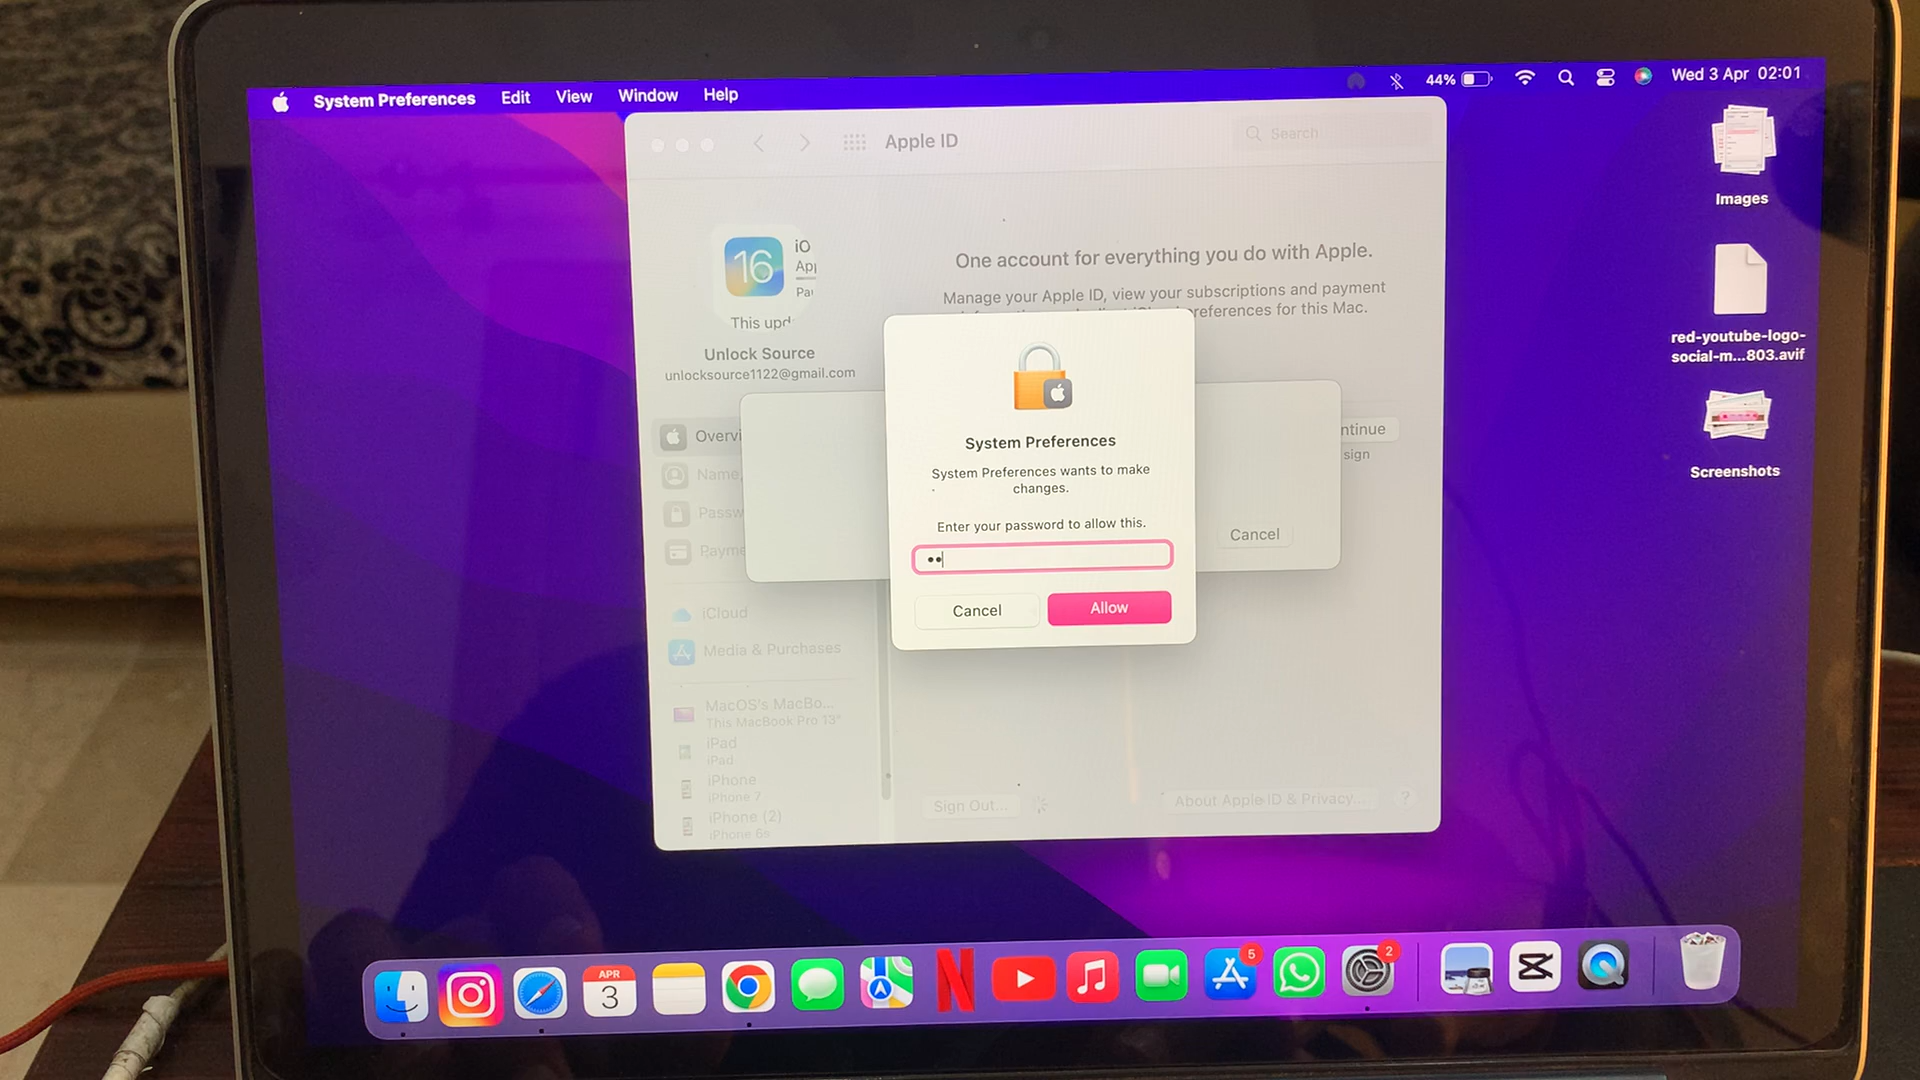 System Preferences Edit View Window Help
44%
Wed 3 Apr 02:01
Apple ID
Search
16
iO
App
Pa
This upd
Unlock Source
unlocksource1122@gmail.com
One account for everything you do with Apple.
Manage your Apple ID, view your subscriptions and payment
preferences for this Mac.
Overvi
Name,
Passw
Payme
iCloud
Media & Purchases
MacOS's MacBo...
This MacBook Pro 13"
iPad
iPad
iPhone
iPhone 7
iPhone (2)
iPhone 6s
ntinue
sign
Cancel
System Preferences
System Preferences wants to make
changes.
Enter your password to allow this.
••
Cancel
Allow
Sign Out...
About Apple ID & Privacy...
?
Images
red-youtube-logo-
social-m...803.avif
Screenshots
APR
3
5
2